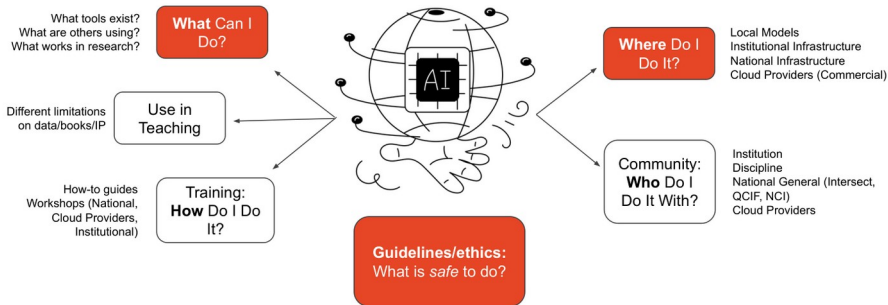 What tools exist?
What are others using?
What works in research?
What Can I
Do?
Different limitations
on data/books/IP
Use in
Teaching
How-to guides
Workshops (National,
Cloud Providers,
Institutional)
Training:
How Do I Do
It?
AI
Guidelines/ethics:
What is safe to do?
Where Do I
Do It?
Local Models
Institutional Infrastructure
National Infrastructure
Cloud Providers (Commercial)
Community:
Who Do I
Do It With?
Institution
Discipline
National General (Intersect,
QCIF, NCI)
Cloud Providers